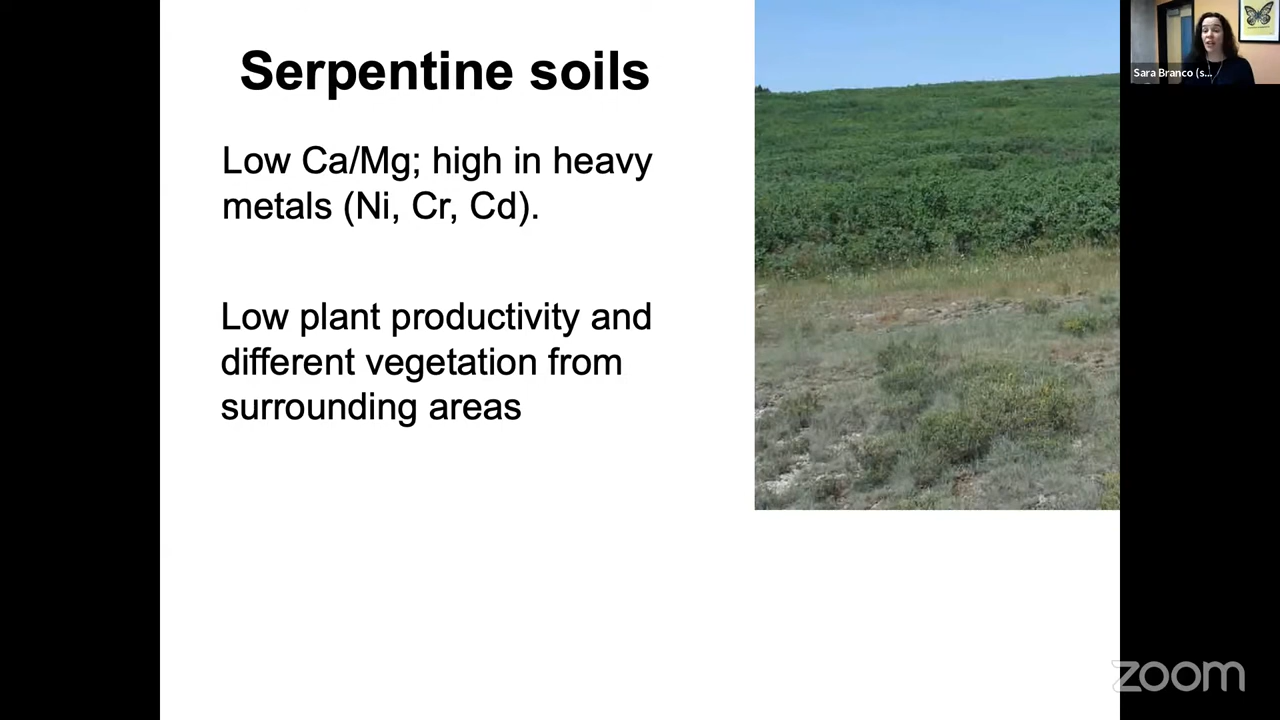 Serpentine soils
Low Ca/Mg; high in heavy
metals (Ni, Cr, Cd).
Low plant productivity and
different vegetation from
surrounding areas
Sara Branco (s...
zoom